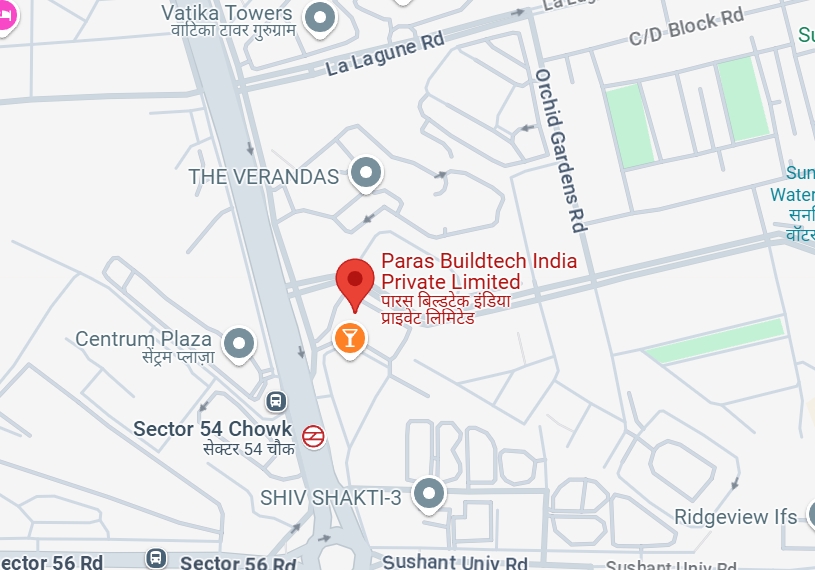 Vatika Towers
वाटिका टावर गुरुग्राम
La Lagune Rd
La Lagu
C/D Block Rd
Su
Orchid Gardens Rd
THE VERANDAS
Sun
Water
सनसि
वॉटर
Paras Buildtech India
Private Limited
पारस बिल्डटेक इंडिया
प्राइवेट लिमिटेड
Centrum Plaza
सेंट्रम प्लाज़ा
Sector 54 Chowk
सेक्टर 54 चौक
SHIV SHAKTI-3
Ridgeview Ifs
ector 56 Rd
Sector 56 Rd
Sushant Univ Rd
Sushant Univ Rd